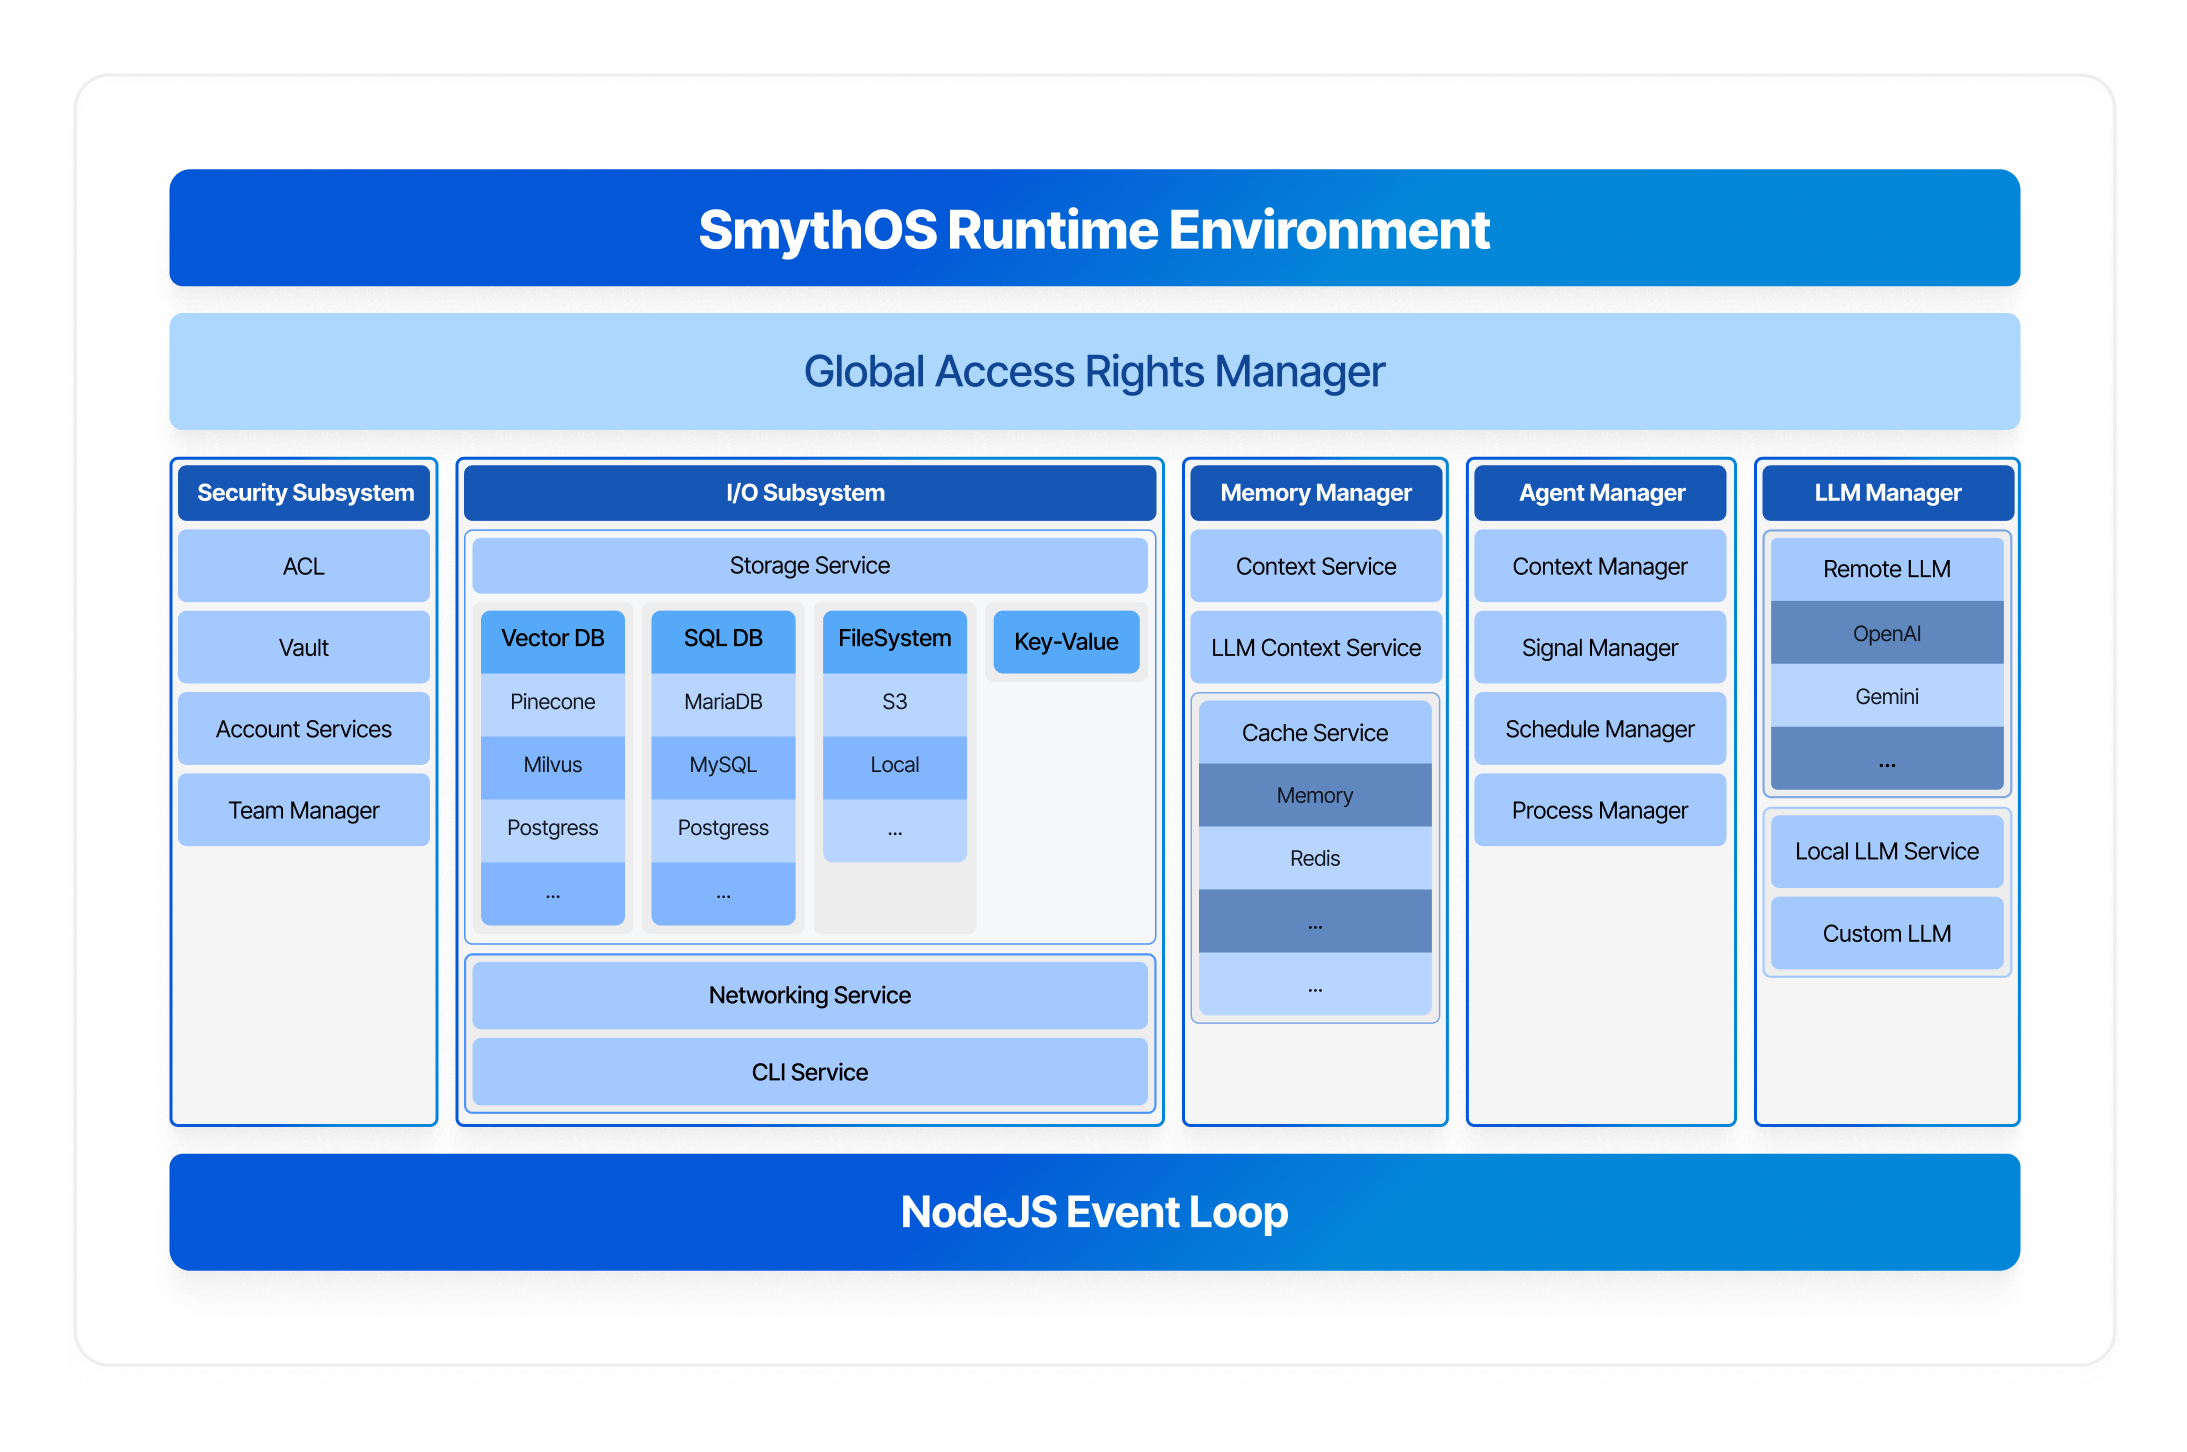 SmythOS Runtime Environment
Global Access Rights Manager
Security Subsystem
ACL
Vault
Account Services
Team Manager
I/O Subsystem
Storage Service
Vector DB
Pinecone
Milvus
Postgress
...
SQL DB
MariaDB
MySQL
Postgress
...
FileSystem
S3
Local
...
Key-Value
Networking Service
CLI Service
Memory Manager
Context Service
LLM Context Service
Cache Service
Memory
Redis
...
...
Agent Manager
Context Manager
Signal Manager
Schedule Manager
Process Manager
LLM Manager
Remote LLM
OpenAI
Gemini
...
Local LLM Service
Custom LLM
NodeJS Event Loop